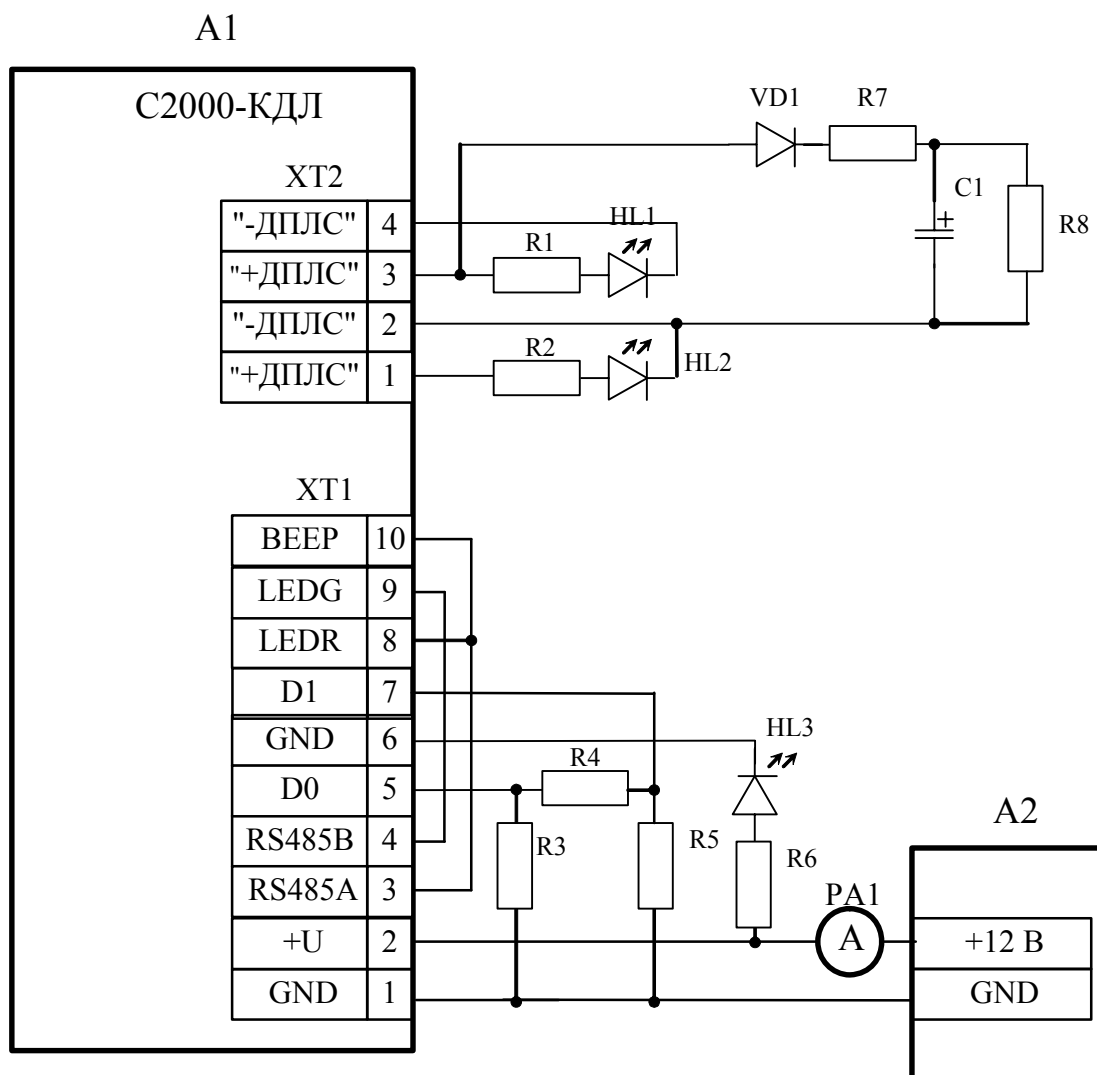 A1
С2000-КДЛ
VD1 R7
XT2
C1
"-ДПЛС" 4
HL1
+
R8
R1
"+ДПЛС" 3
"-ДПЛС" 2
R2
HL2
"+ДПЛС" 1
XT1
BEEP 10
LEDG 9
LEDR 8
D1 7
GND 6
HL3
R4
D0 5
A2
RS485B 4
R3 R5
R6
RS485A 3
PA1
+U 2
A
+12 В
GND 1
GND